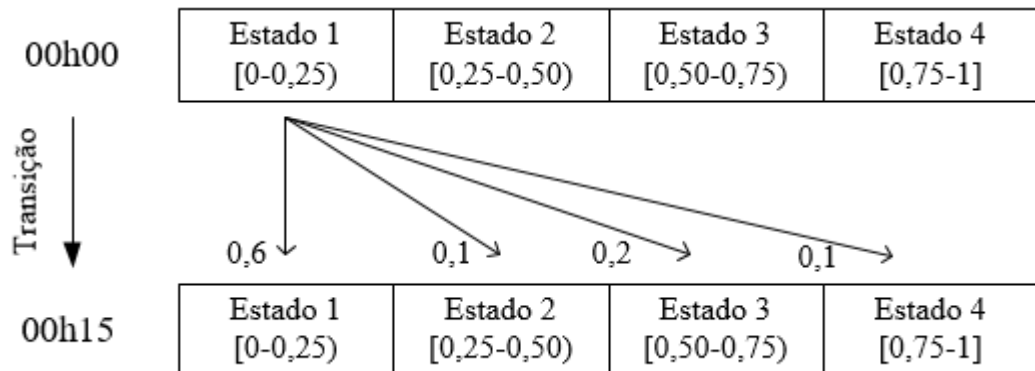 00h00
Estado 1 Estado 2 Estado 3 Estado 4
[0-0,25) [0,25-0,50) [0,50-0,75) [0,75-1]
Transição
0,6 0,1 0,2 0,1
00h15
Estado 1 Estado 2 Estado 3 Estado 4
[0-0,25) [0,25-0,50) [0,50-0,75) [0,75-1]